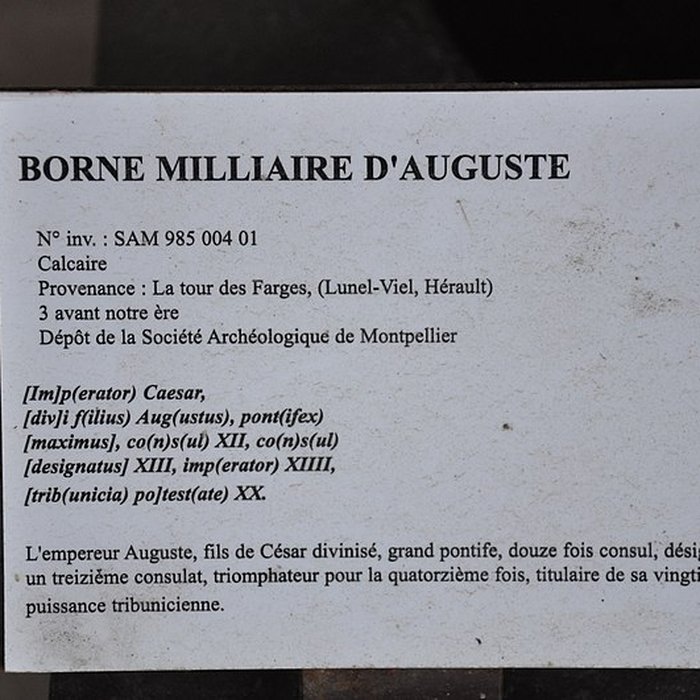 BORNE MILLIAIRE D'AUGUSTE
N° inv. : SAM 985 004 01
Calcaire
Provenance : La tour des Farges, (Lunel-Viel, Hérault)
3 avant notre ère
Dépôt de la Société Archéologique de Montpellier
[Im]p(erator) Caesar,
[div]i f(ilius) Aug(ustus), pont(ifex)
[maximus], co(n)s(ul) XII, co(n)s(ul)
[designatus] XIII, imp(erator) XIIII,
[trib(unicia) po]test(ate) XX.
L'empereur Auguste, fils de César divinisé, grand pontife, douze fois consul,
un treizième consulat, triomphateur pour la quatorzième fois, titulaire de sa
puissance tribunicienne.